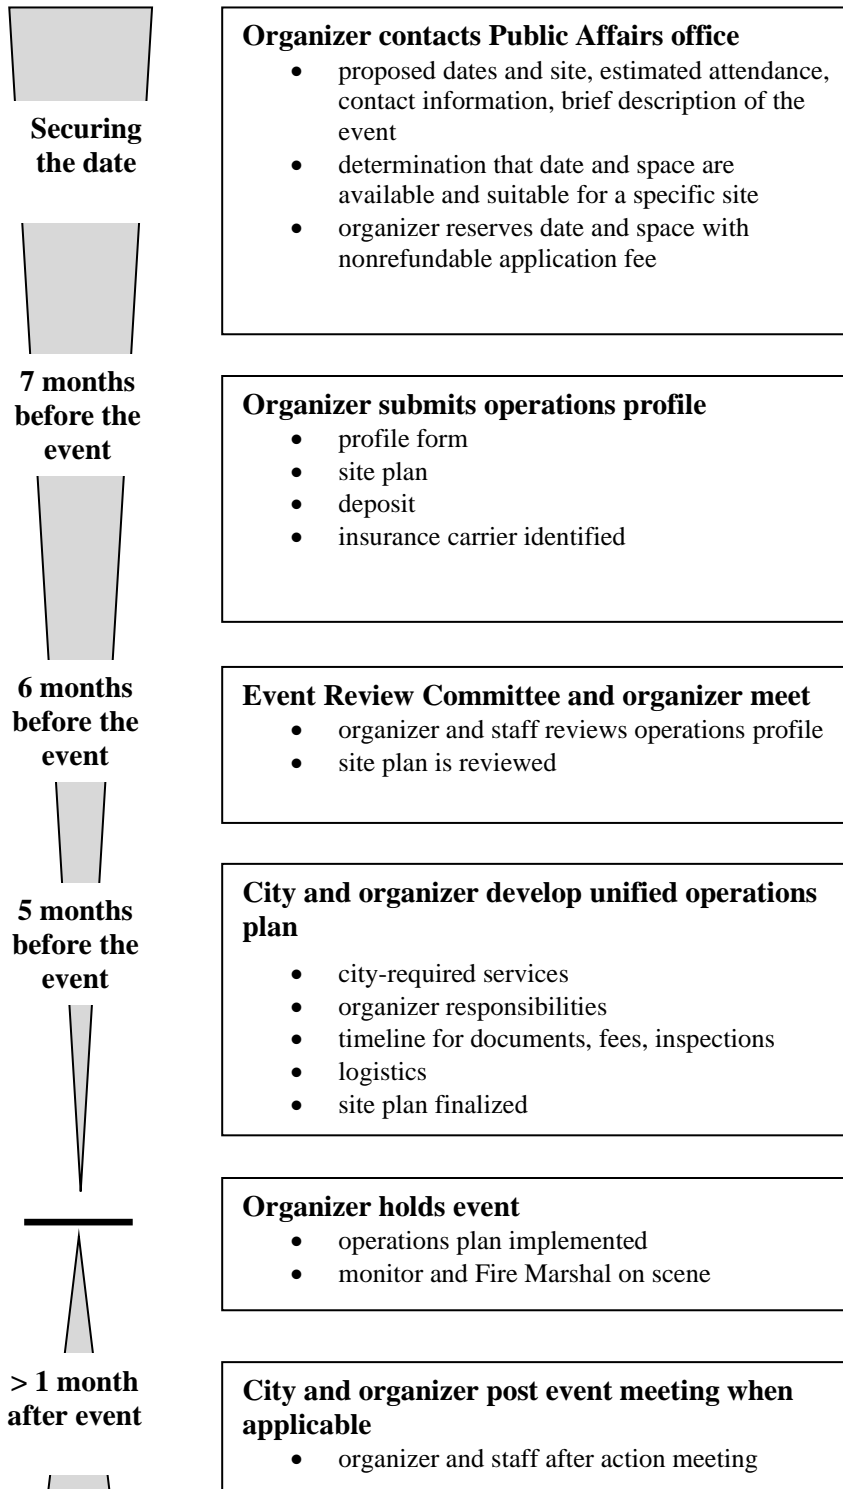 Securing
the date
Organizer contacts Public Affairs office
• proposed dates and site, estimated attendance,
contact information, brief description of the
event
• determination that date and space are
available and suitable for a specific site
• organizer reserves date and space with
nonrefundable application fee
7 months
before the
event
Organizer submits operations profile
• profile form
• site plan
• deposit
• insurance carrier identified
6 months
before the
event
Event Review Committee and organizer meet
• organizer and staff reviews operations profile
• site plan is reviewed
5 months
before the
event
City and organizer develop unified operations
plan
• city-required services
• organizer responsibilities
• timeline for documents, fees, inspections
• logistics
• site plan finalized
Organizer holds event
• operations plan implemented
• monitor and Fire Marshal on scene
> 1 month
after event
City and organizer post event meeting when
applicable
• organizer and staff after action meeting